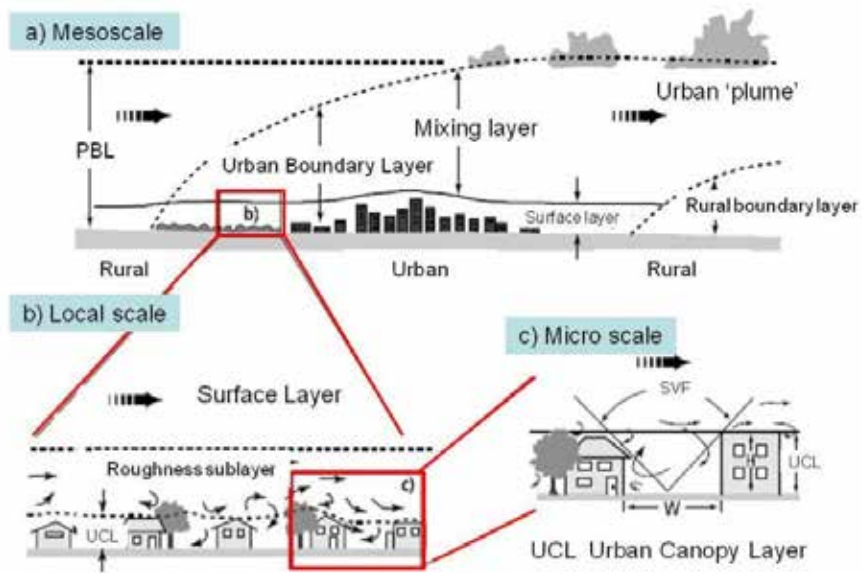 a) Mesoscale
Urban 'plume'
PBL
Mixing layer
Urban Boundary Layer
b)
Surface layer
Rural boundary layer
Rural
Urban
Rural
b) Local scale
Surface Layer
Roughness sublayer
c)
UCL
c) Micro scale
SVF
H
UCL
W
UCL Urban Canopy Layer